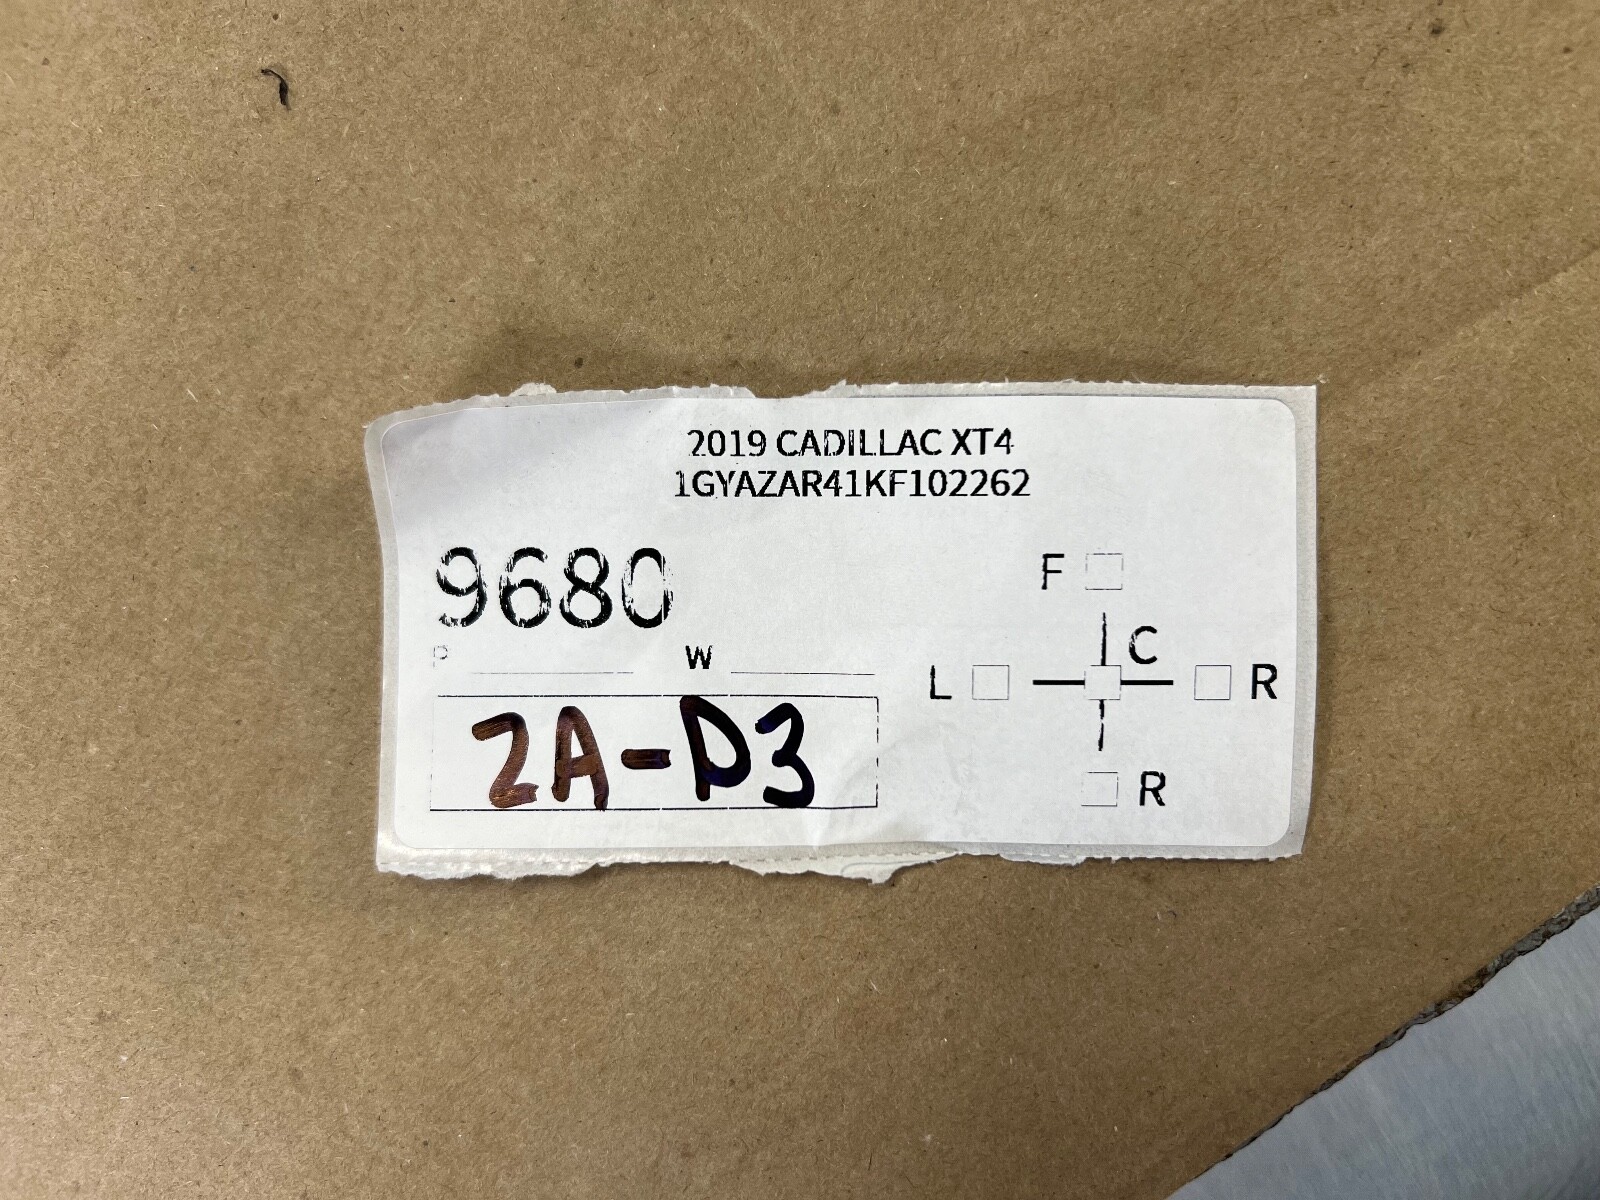 2019 CADILLAC XT4
1GYAZAR41KF102262
9680
P W
2A-D3
F
C
L R
R